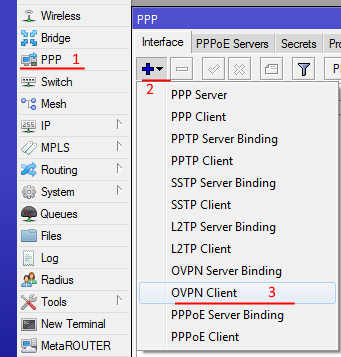 Wireless
Bridge
PPP 1
Switch
Mesh
255
IP
MPLS
Routing
System
Queues
Files
Log
Radius
Tools
New Terminal
MetaROUTER
PPP
Interface PPPoE Servers Secrets
2
PPP Server
PPP Client
PPTP Server Binding
PPTP Client
SSTP Server Binding
SSTP Client
L2TP Server Binding
L2TP Client
OVPN Server Binding
OVPN Client 3
PPPoE Server Binding
PPPoE Client